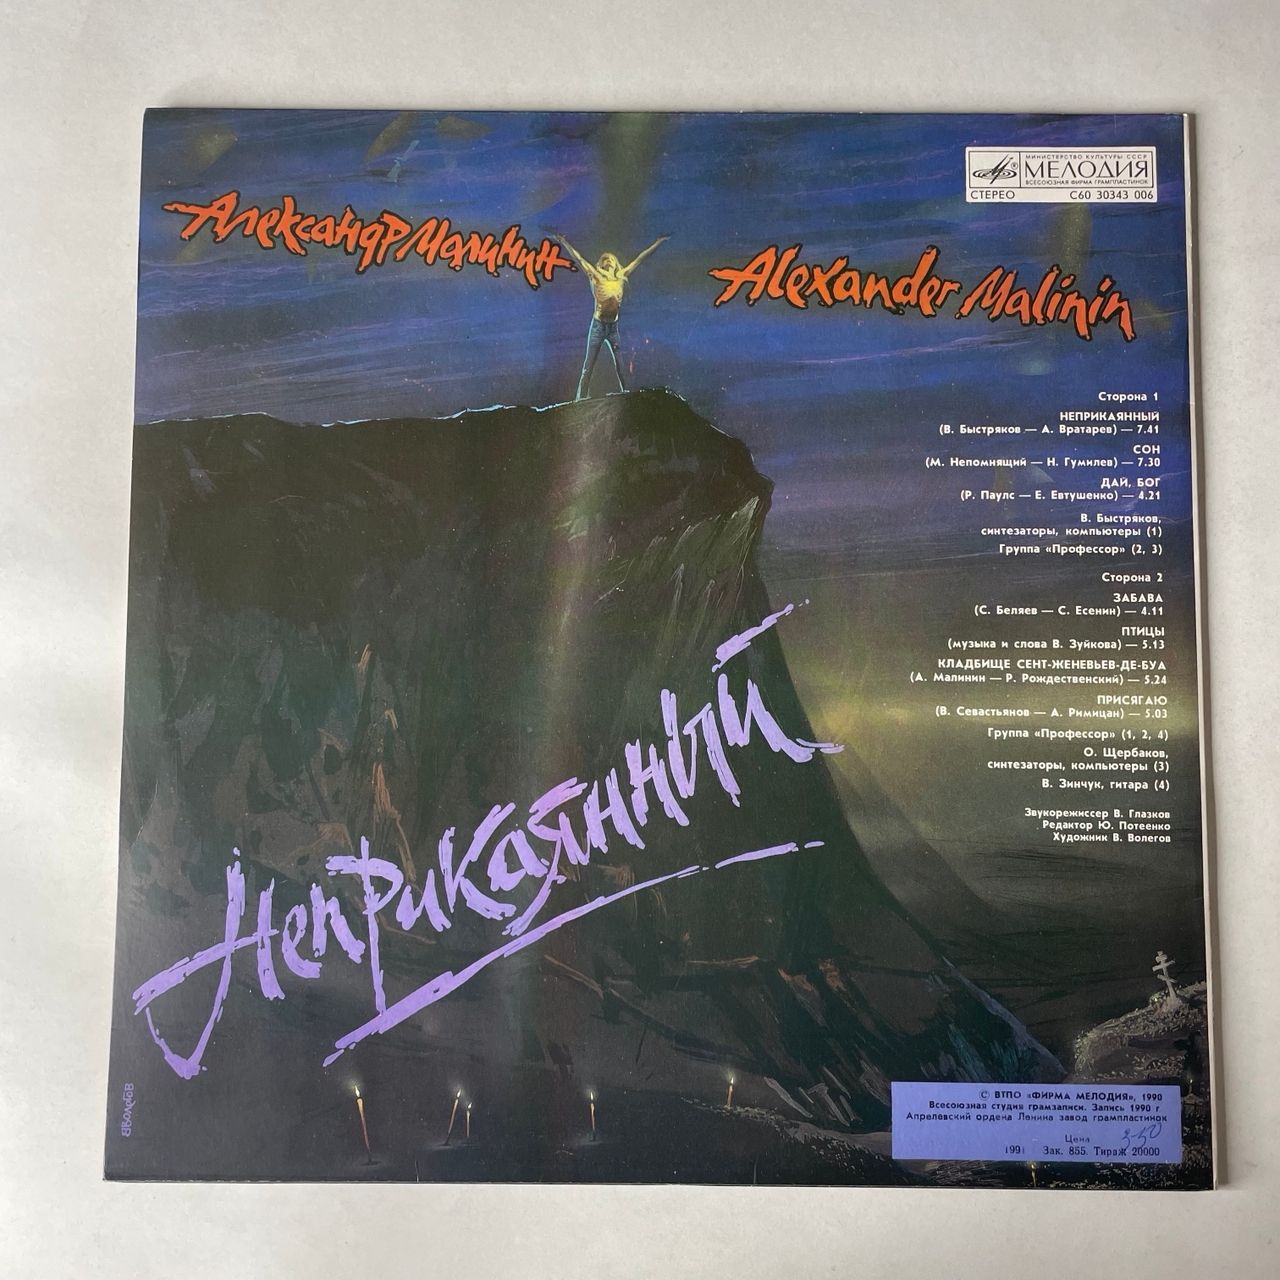 МИНИСТЕРСТВО КУЛЬТУРЫ СССР
МЕЛОДИЯ
ВСЕСОЮЗНАЯ ФИРМА ГРАМПЛАСТИНОК
СТЕРЕО С60 30343 006
Александр Малинин
Alexander Malinin
Сторона 1
НЕПРИКАЯННЫЙ
(В. Быстряков — А. Вратарев) — 7.41
СОН
(М. Непомнящий — Н. Гумилев) — 7.30
ДАЙ, БОГ
(Р. Паулс — Е. Евтушенко) — 4.21
В. Быстряков,
синтезаторы, компьютеры (1)
Группа «Профессор» (2, 3)
Сторона 2
ЗАБАВА
(С. Беляев — С. Есенин) — 4.11
ПТИЦЫ
(музыка и слова В. Зуйкова) — 5.13
КЛАДБИЩЕ СЕНТ-ЖЕНЕВЬЕВ-ДЕ-БУА
(А. Малинин — Р. Рождественский) — 5.24
ПРИСЯГАЮ
(В. Севастьянов — А. Римицан) — 5.03
Группа «Профессор» (1, 2, 4)
О. Щербаков,
синтезаторы, компьютеры (3)
В. Зинчук, гитара (4)
Звукорежиссер В. Глазков
Редактор Ю. Потеенко
Художник В. Волегов
Неприкаянный
ВВолегов
© ВТПО «ФИРМА МЕЛОДИЯ», 1990
Всесоюзная студия грамзаписи. Запись 1990 г
Апрелевский ордена Ленина завод грампластинок
Цена 3-50
1991 Зак. 855. Тираж 20000